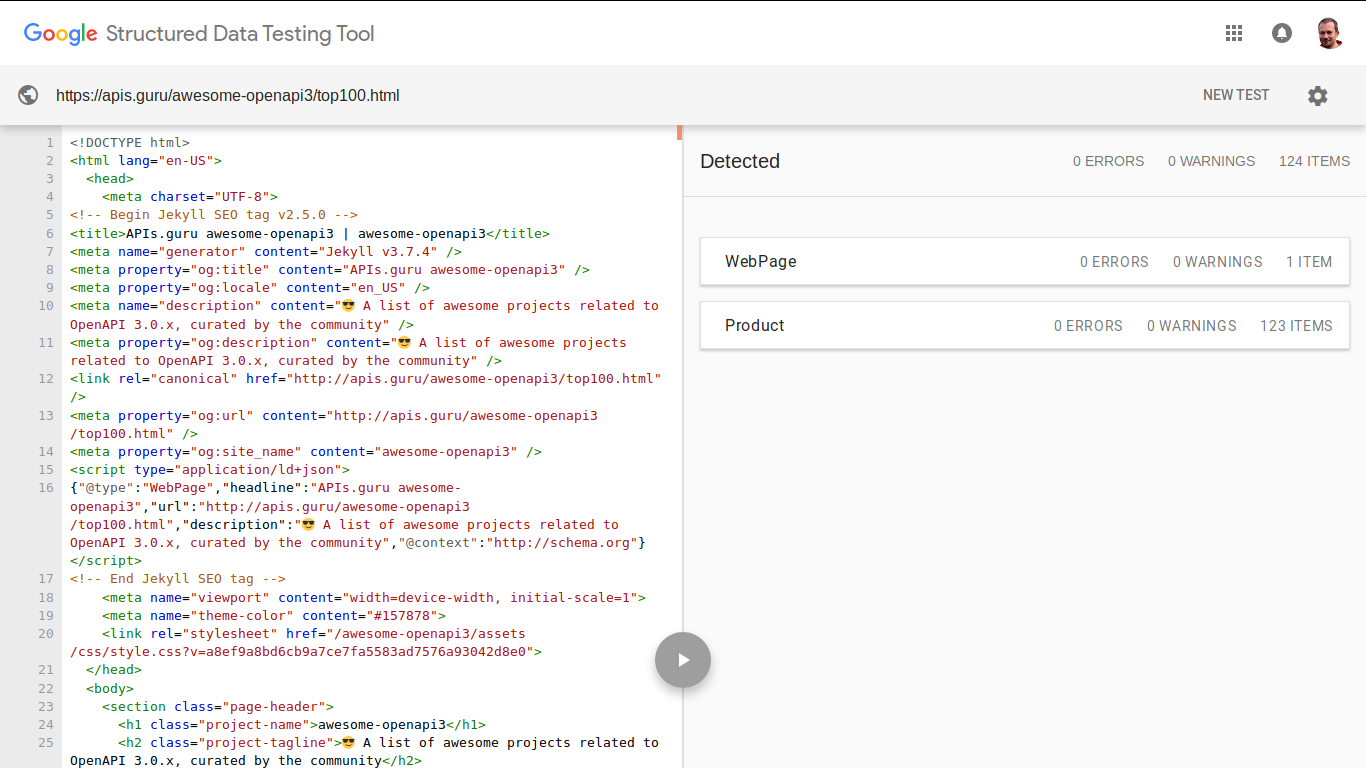 Google Structured Data Testing Tool
https://apis.guru/awesome-openapi3/top100.html
NEW TEST
1 <!DOCTYPE html>
2 <html lang="en-US">
3 <head>
4 <meta charset="UTF-8">
5 <!-- Begin Jekyll SEO tag v2.5.0 -->
6 <title>APIs.guru awesome-openapi3 | awesome-openapi3</title>
7 <meta name="generator" content="Jekyll v3.7.4" />
8 <meta property="og:title" content="APIs.guru awesome-openapi3" />
9 <meta property="og:locale" content="en_US" />
10 <meta name="description" content="😎 A list of awesome projects related to
OpenAPI 3.0.x, curated by the community" />
11 <meta property="og:description" content="😎 A list of awesome projects
related to OpenAPI 3.0.x, curated by the community" />
12 <link rel="canonical" href="http://apis.guru/awesome-openapi3/top100.html"
/>
13 <meta property="og:url" content="http://apis.guru/awesome-openapi3
/top100.html" />
14 <meta property="og:site_name" content="awesome-openapi3" />
15 <script type="application/ld+json">
16 {"@type":"WebPage","headline":"APIs.guru awesome-
openapi3","url":"http://apis.guru/awesome-openapi3
/top100.html","description":"😎 A list of awesome projects related to
OpenAPI 3.0.x, curated by the community","@context":"http://schema.org"}
</script>
17 <!-- End Jekyll SEO tag -->
18 <meta name="viewport" content="width=device-width, initial-scale=1">
19 <meta name="theme-color" content="#157878">
20 <link rel="stylesheet" href="/awesome-openapi3/assets
/css/style.css?v=a8ef9a8bd6cb9a7ce7fa5583ad7576a93042d8e0">
21 </head>
22 <body>
23 <section class="page-header">
24 <h1 class="project-name">awesome-openapi3</h1>
25 <h2 class="project-tagline">😎 A list of awesome projects related to
OpenAPI 3.0.x, curated by the community</h2>
Detected 0 ERRORS 0 WARNINGS 124 ITEMS
WebPage 0 ERRORS 0 WARNINGS 1 ITEM
Product 0 ERRORS 0 WARNINGS 123 ITEMS